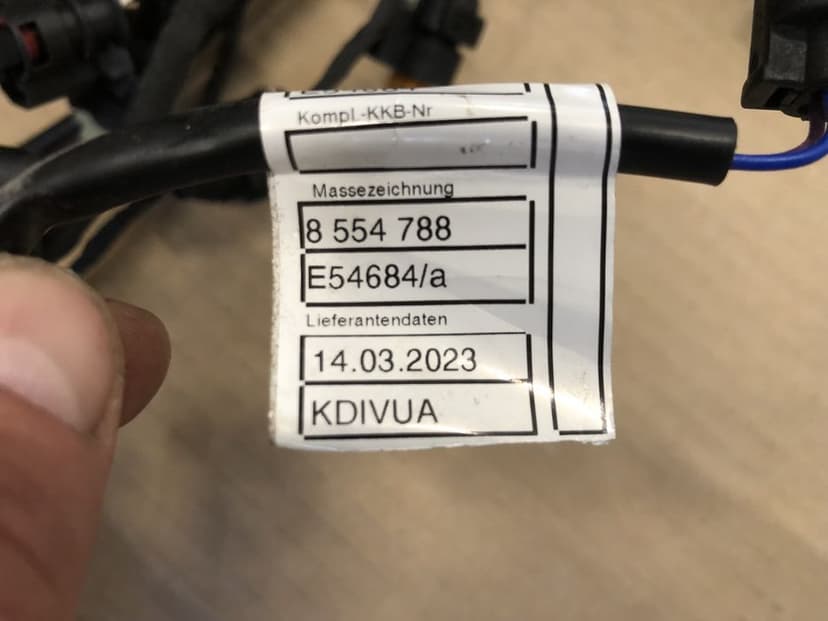 Kompl.-KKB-Nr
Massezeichnung
8 554 788
E54684/a
Lieferantendaten
14.03.2023
KDIVUA